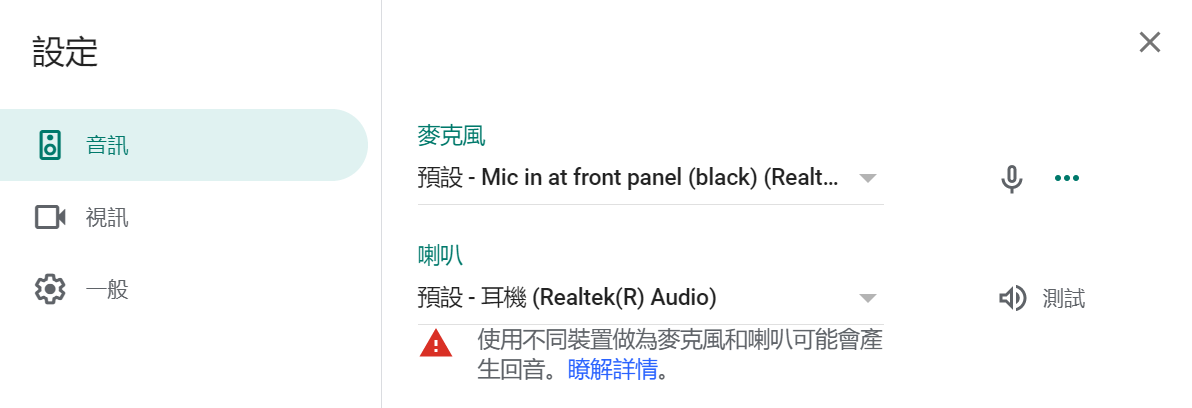 設定
音訊
視訊
一般
麥克風
預設 - Mic in at front panel (black) (Realt...
喇叭
預設 - 耳機 (Realtek(R) Audio)
測試
使用不同裝置做為麥克風和喇叭可能會產
生回音。瞭解詳情。